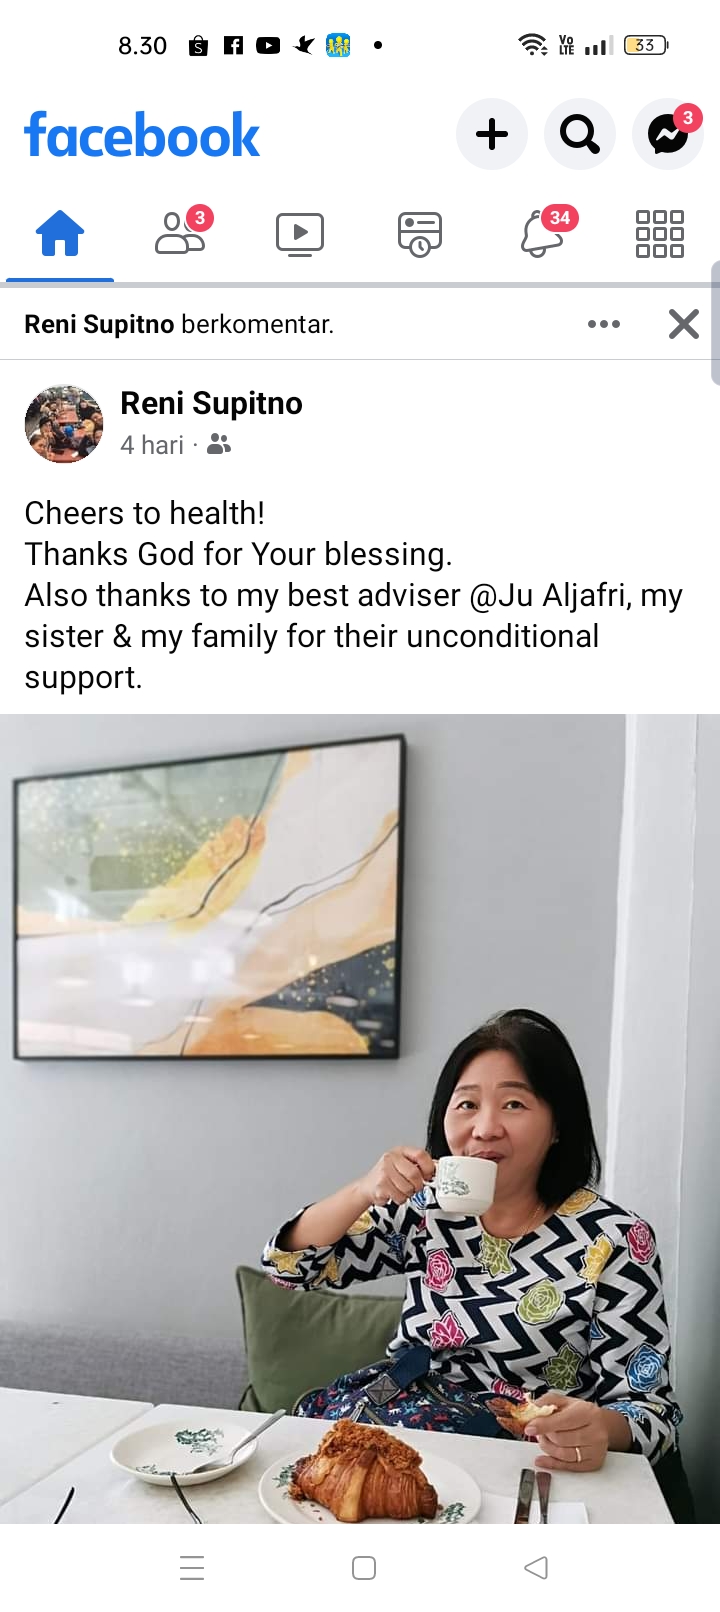 8.30
Vo
LTE
33
facebook
3
3
34
Reni Supitno berkomentar.
Reni Supitno
4 hari ·
Cheers to health!
Thanks God for Your blessing.
Also thanks to my best adviser @Ju Aljafri, my
sister & my family for their unconditional
support.